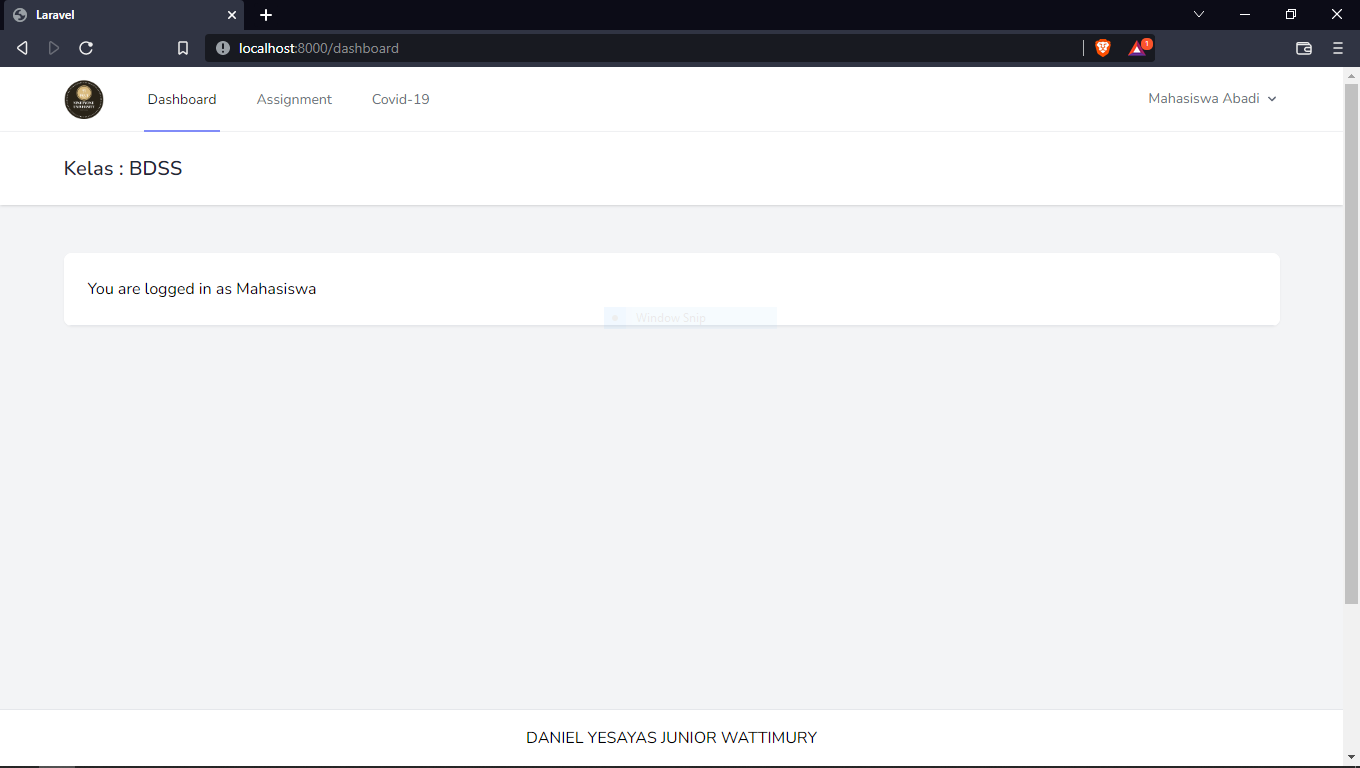 Laravel
localhost:8000/dashboard
1
Dashboard
Assignment
Covid-19
Mahasiswa Abadi
Kelas : BDSS
You are logged in as Mahasiswa
Window Snip
DANIEL YESAYAS JUNIOR WATTIMURY